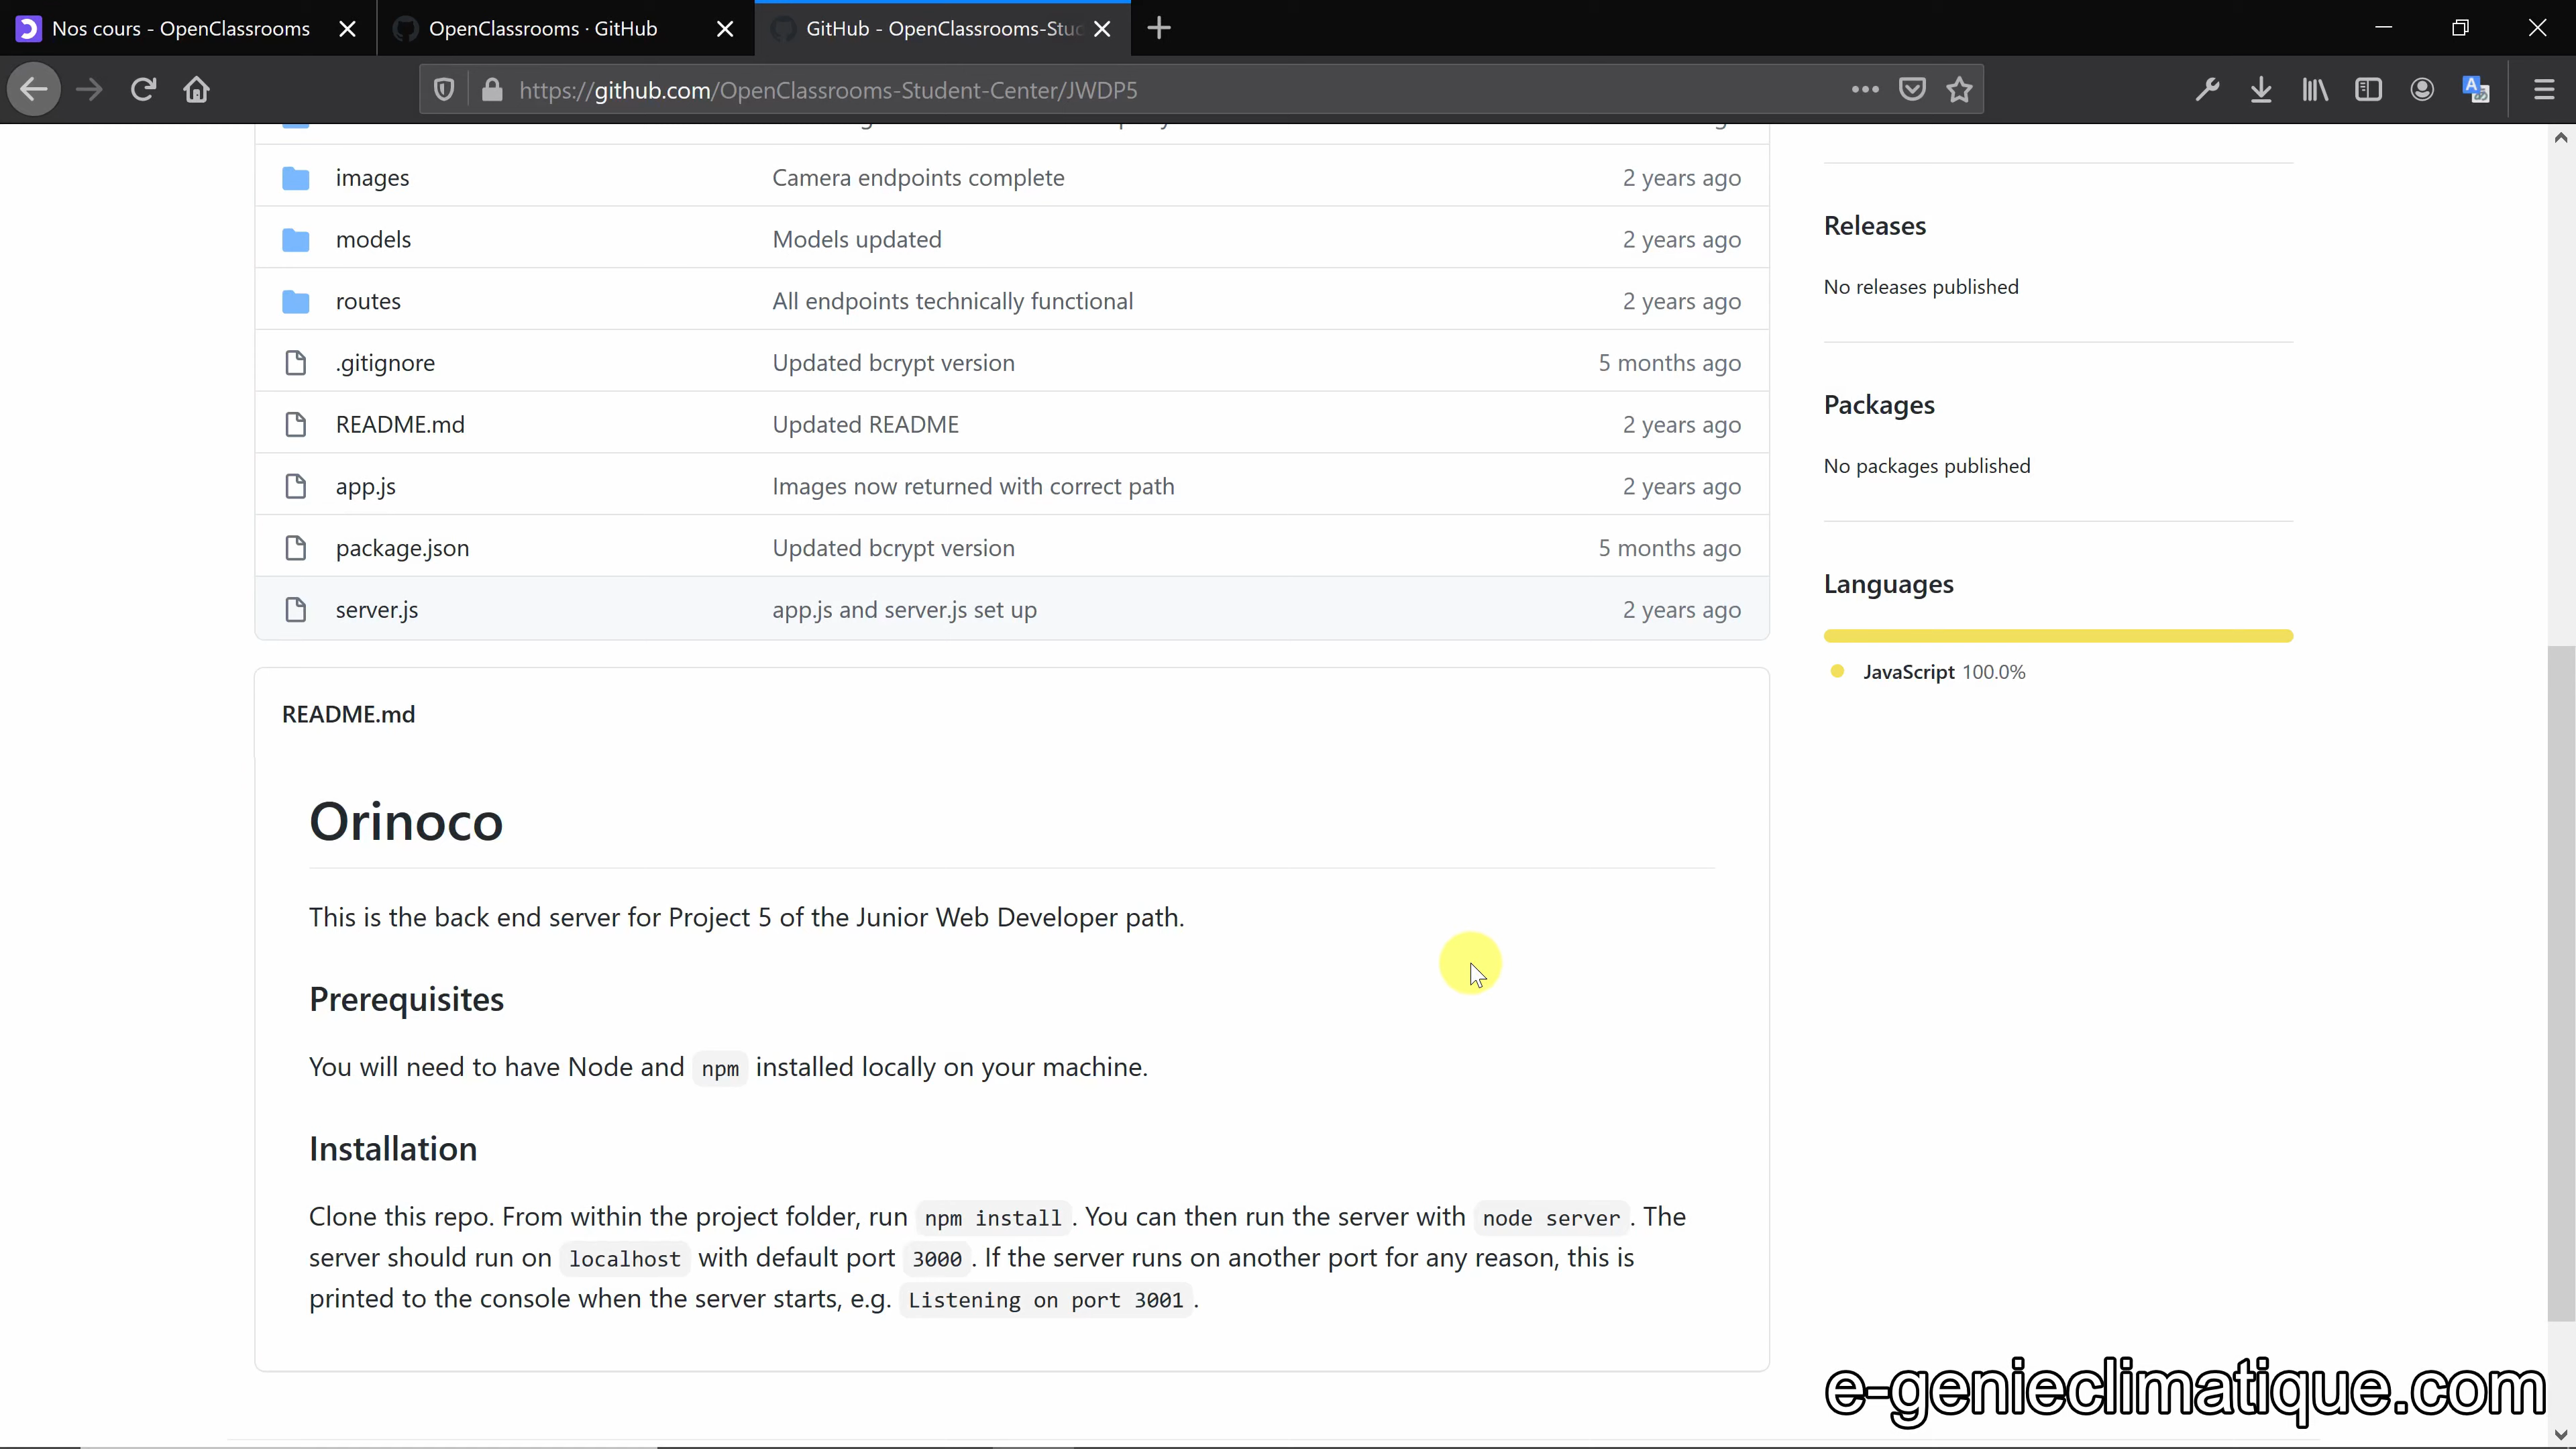 Nos cours - OpenClassrooms
OpenClassrooms · GitHub
GitHub - OpenClassrooms-Stu
https://github.com/OpenClassrooms-Student-Center/JWDP5
images Camera endpoints complete 2 years ago
models Models updated 2 years ago
routes All endpoints technically functional 2 years ago
.gitignore Updated bcrypt version 5 months ago
README.md Updated README 2 years ago
app.js Images now returned with correct path 2 years ago
package.json Updated bcrypt version 5 months ago
server.js app.js and server.js set up 2 years ago
Releases
No releases published
Packages
No packages published
Languages
JavaScript 100.0%
README.md
Orinoco
This is the back end server for Project 5 of the Junior Web Developer path.
Prerequisites
You will need to have Node and npm installed locally on your machine.
Installation
Clone this repo. From within the project folder, run npm install. You can then run the server with node server. The
server should run on localhost with default port 3000. If the server runs on another port for any reason, this is
printed to the console when the server starts, e.g. Listening on port 3001.
e-genieclimatique.com